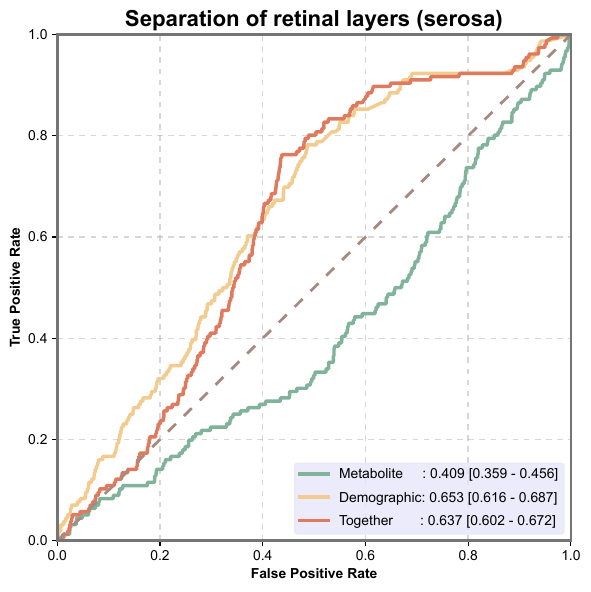 Separation of retinal layers (serosa)
True Positive Rate
1.0
0.8
0.6
0.4
0.2
0.0
Metabolite : 0.409 [0.359 - 0.456]
Demographic: 0.653 [0.616 - 0.687]
Together : 0.637 [0.602 - 0.672]
0.0 0.2 0.4 0.6 0.8 1.0
False Positive Rate